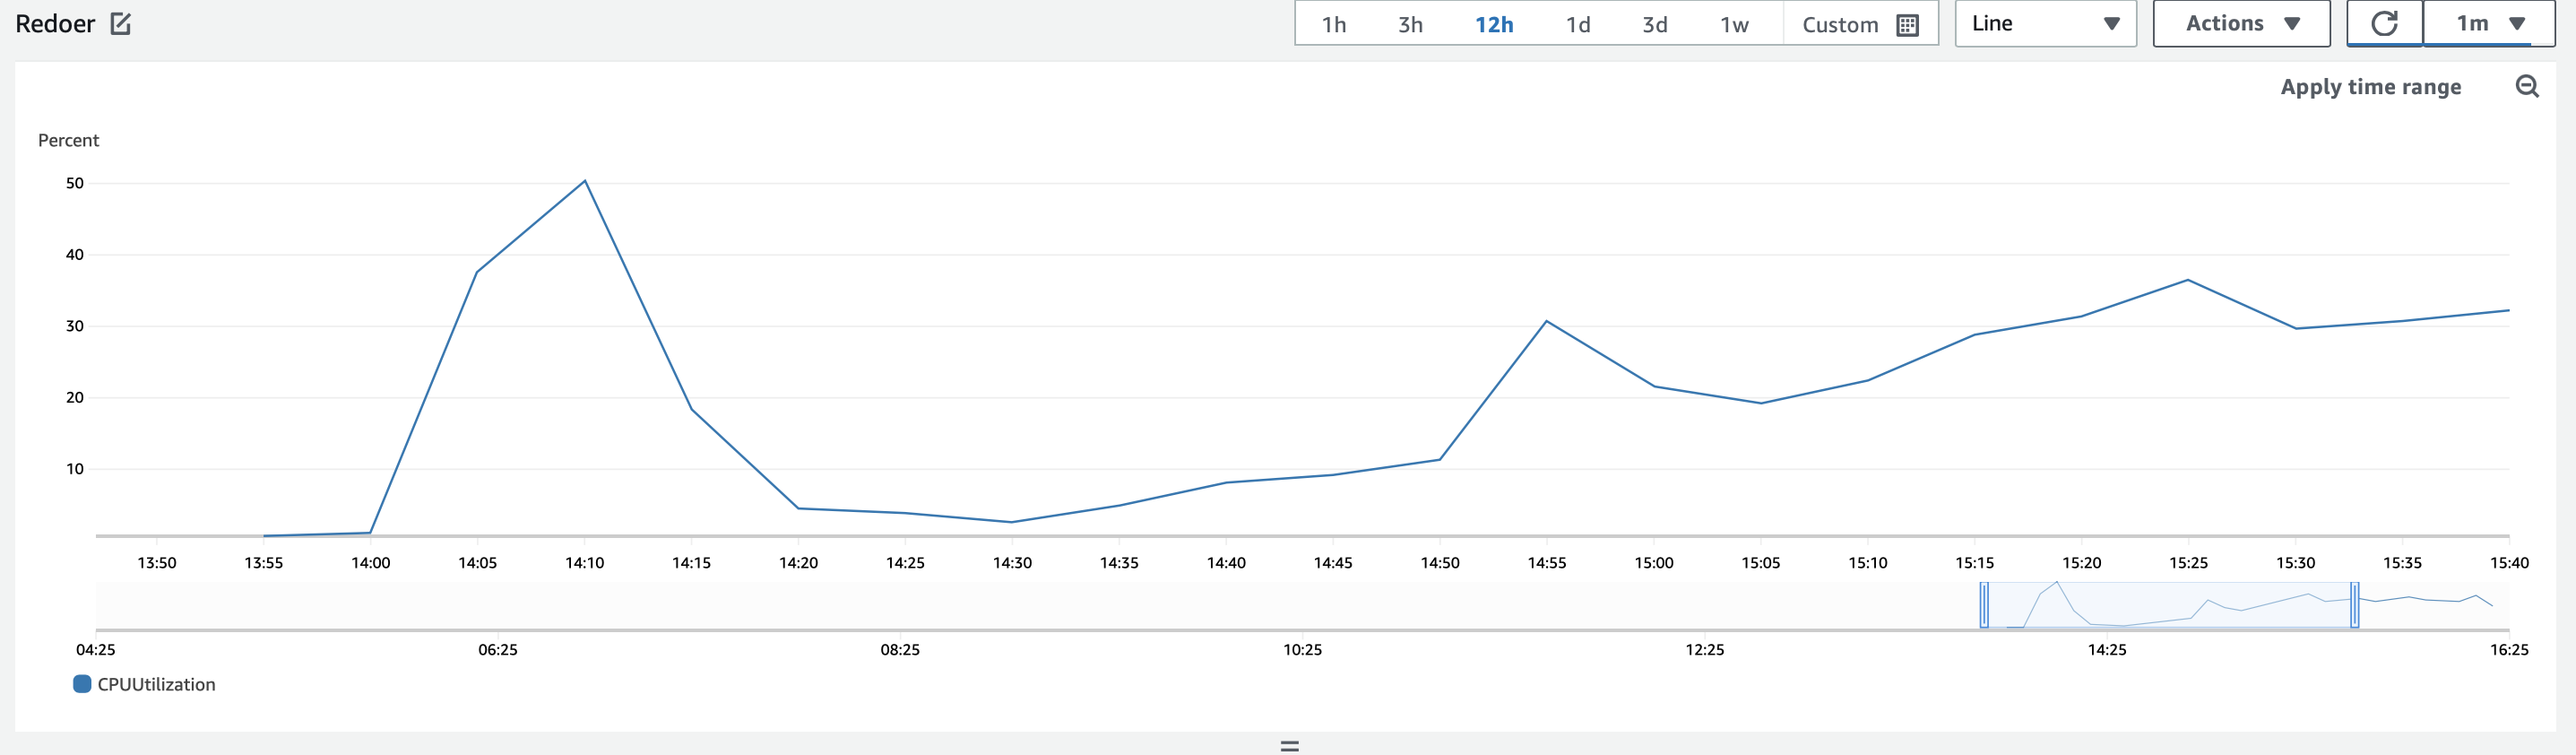 Redoer 1h 3h 12h 1d 3d 1w Custom Line Actions 1m
Apply time range
Percent
50
40
30
20
10
13:50 13:55 14:00 14:05 14:10 14:15 14:20 14:25 14:30 14:35 14:40 14:45 14:50 14:55 15:00 15:05 15:10 15:15 15:20 15:25 15:30 15:35 15:40
04:25 06:25 08:25 10:25 12:25 14:25 16:25
CPUUtilization